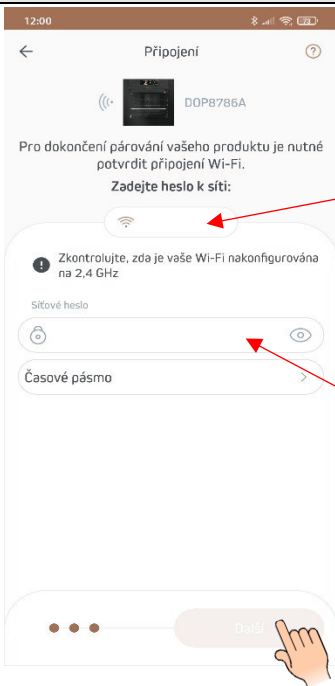 12:00
73
Připojení
?
DOP8786A
Pro dokončení párování vašeho produktu je nutné
potvrdit připojení Wi-Fi.
Zadejte heslo k síti:
Zkontrolujte, zda je vaše Wi-Fi nakonfigurována
na 2,4 GHz
Síťové heslo
Časové pásmo
Další